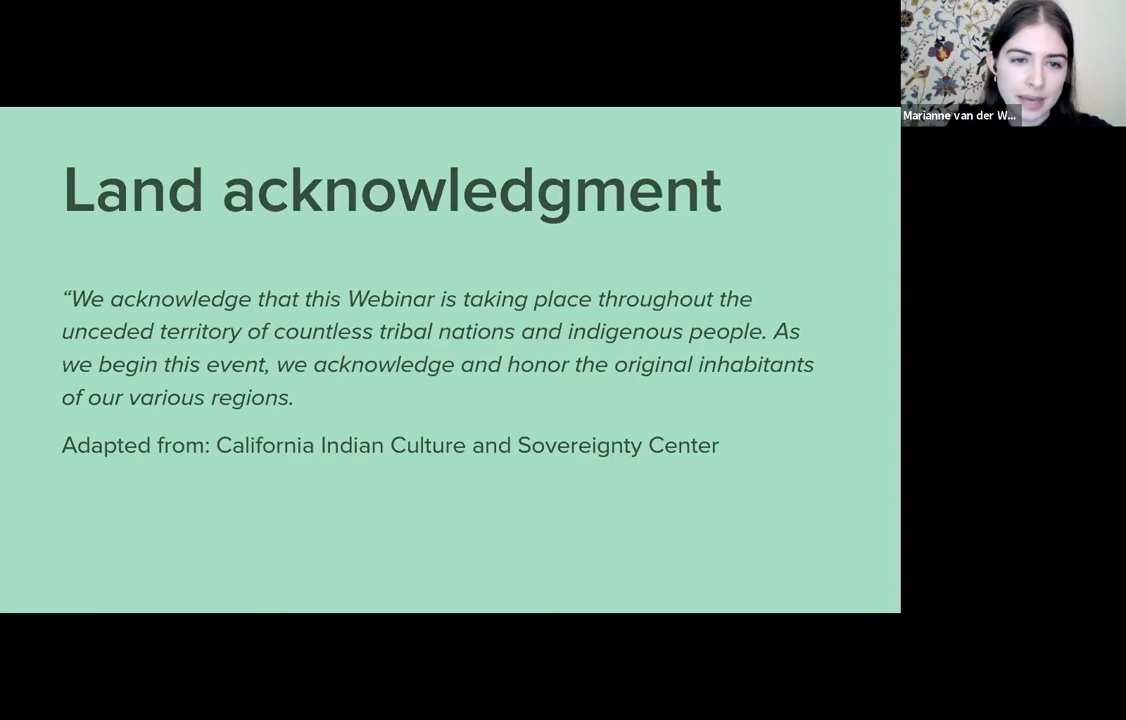 Marianne van der W...
Land acknowledgment
“We acknowledge that this Webinar is taking place throughout the
unceded territory of countless tribal nations and indigenous people. As
we begin this event, we acknowledge and honor the original inhabitants
of our various regions.
Adapted from: California Indian Culture and Sovereignty Center